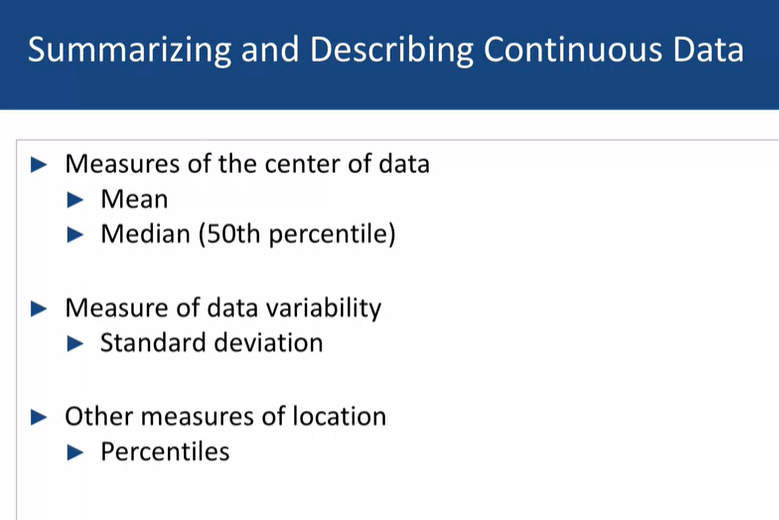 Summarizing and Describing Continuous Data
► Measures of the center of data
► Mean
► Median (50th percentile)
► Measure of data variability
► Standard deviation
► Other measures of location
► Percentiles